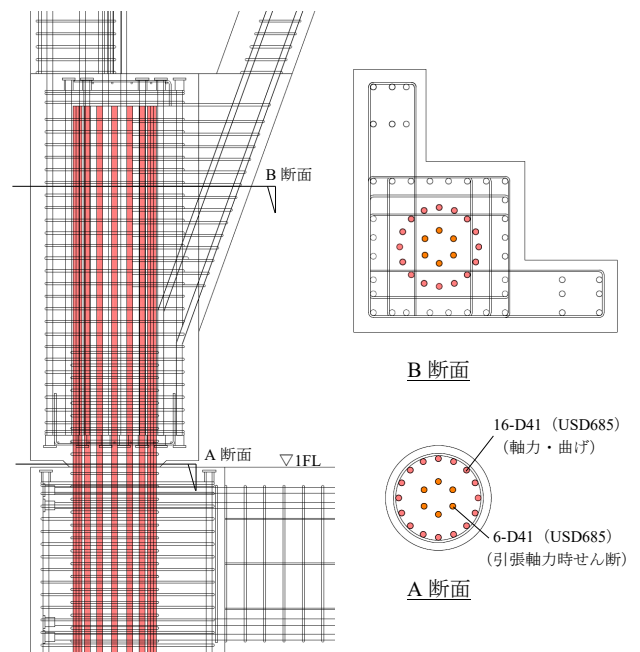 B 断面
A 断面
▽1FL
B 断面
16-D41（USD685）
（軸力・曲げ）
6-D41（USD685）
（引張軸力時せん断）
A 断面